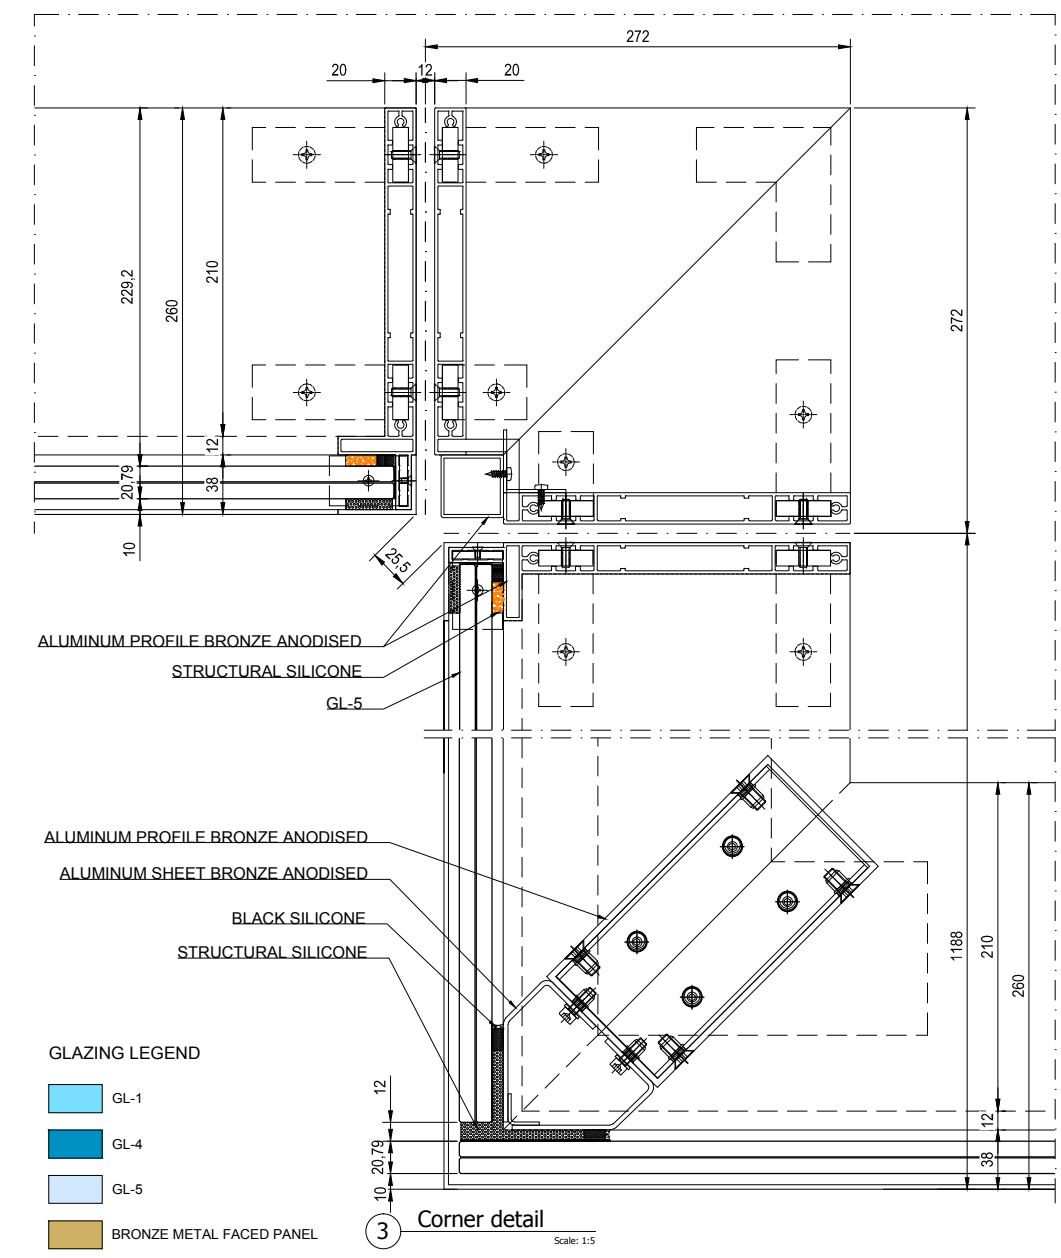 272
20
12
20
229,2
260
210
272
12
20,79
38
10
25,5
ALUMINUM PROFILE BRONZE ANODISED
STRUCTURAL SILICONE
GL-5
ALUMINUM PROFILE BRONZE ANODISED
ALUMINUM SHEET BRONZE ANODISED
BLACK SILICONE
STRUCTURAL SILICONE
1188
210
260
GLAZING LEGEND
GL-1
GL-4
GL-5
BRONZE METAL FACED PANEL
12
20,79
10
12
38
3
Corner detail
Scale: 1:5